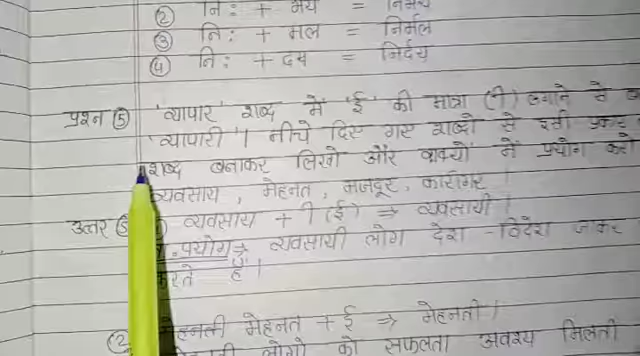 ② नि: + भय = निर्भय
③ नि: + मल = निर्मल
④ नि: + दय = निर्दय
प्रश्न ⑤ 'व्यापार' शब्द में 'ई' की मात्रा (ी) लगाने से
'व्यापारी'। नीचे दिए गए शब्दों से इसी प्रकार
शब्द बनाकर लिखो और वाक्यों में प्रयोग करो
व्यवसाय, मेहनत, मजदूर, कारीगर।
उत्तर ⑤ व्यवसाय + ी (ई) ⇒ व्यवसायी।
प्रयोग ⇒ व्यवसायी लोग देश - विदेश जाकर
करते हैं।
② मेहनत + ई ⇒ मेहनती।
लोगो को सफलता अवश्य मिलती